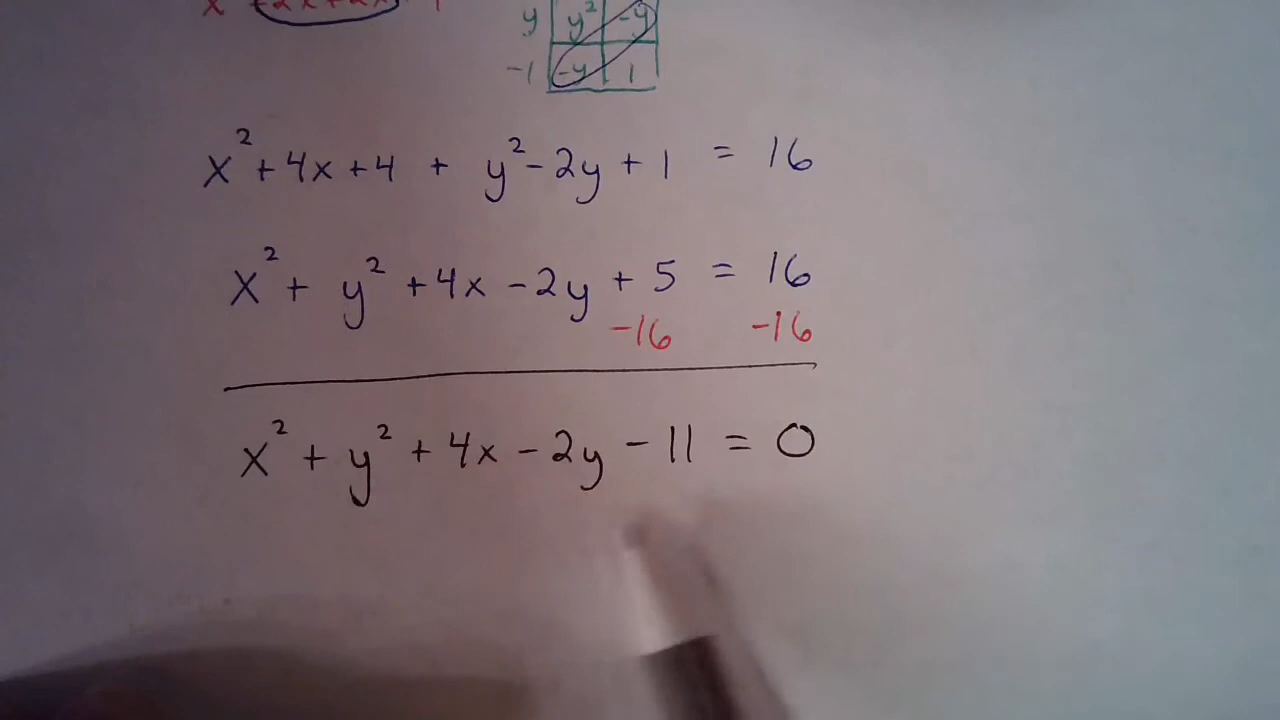 y y² -y
-1 -y 1
x² + 4x + 4 + y² - 2y + 1 = 16
x² + y² + 4x - 2y + 5 = 16
-16 -16
x² + y² + 4x - 2y - 11 = 0